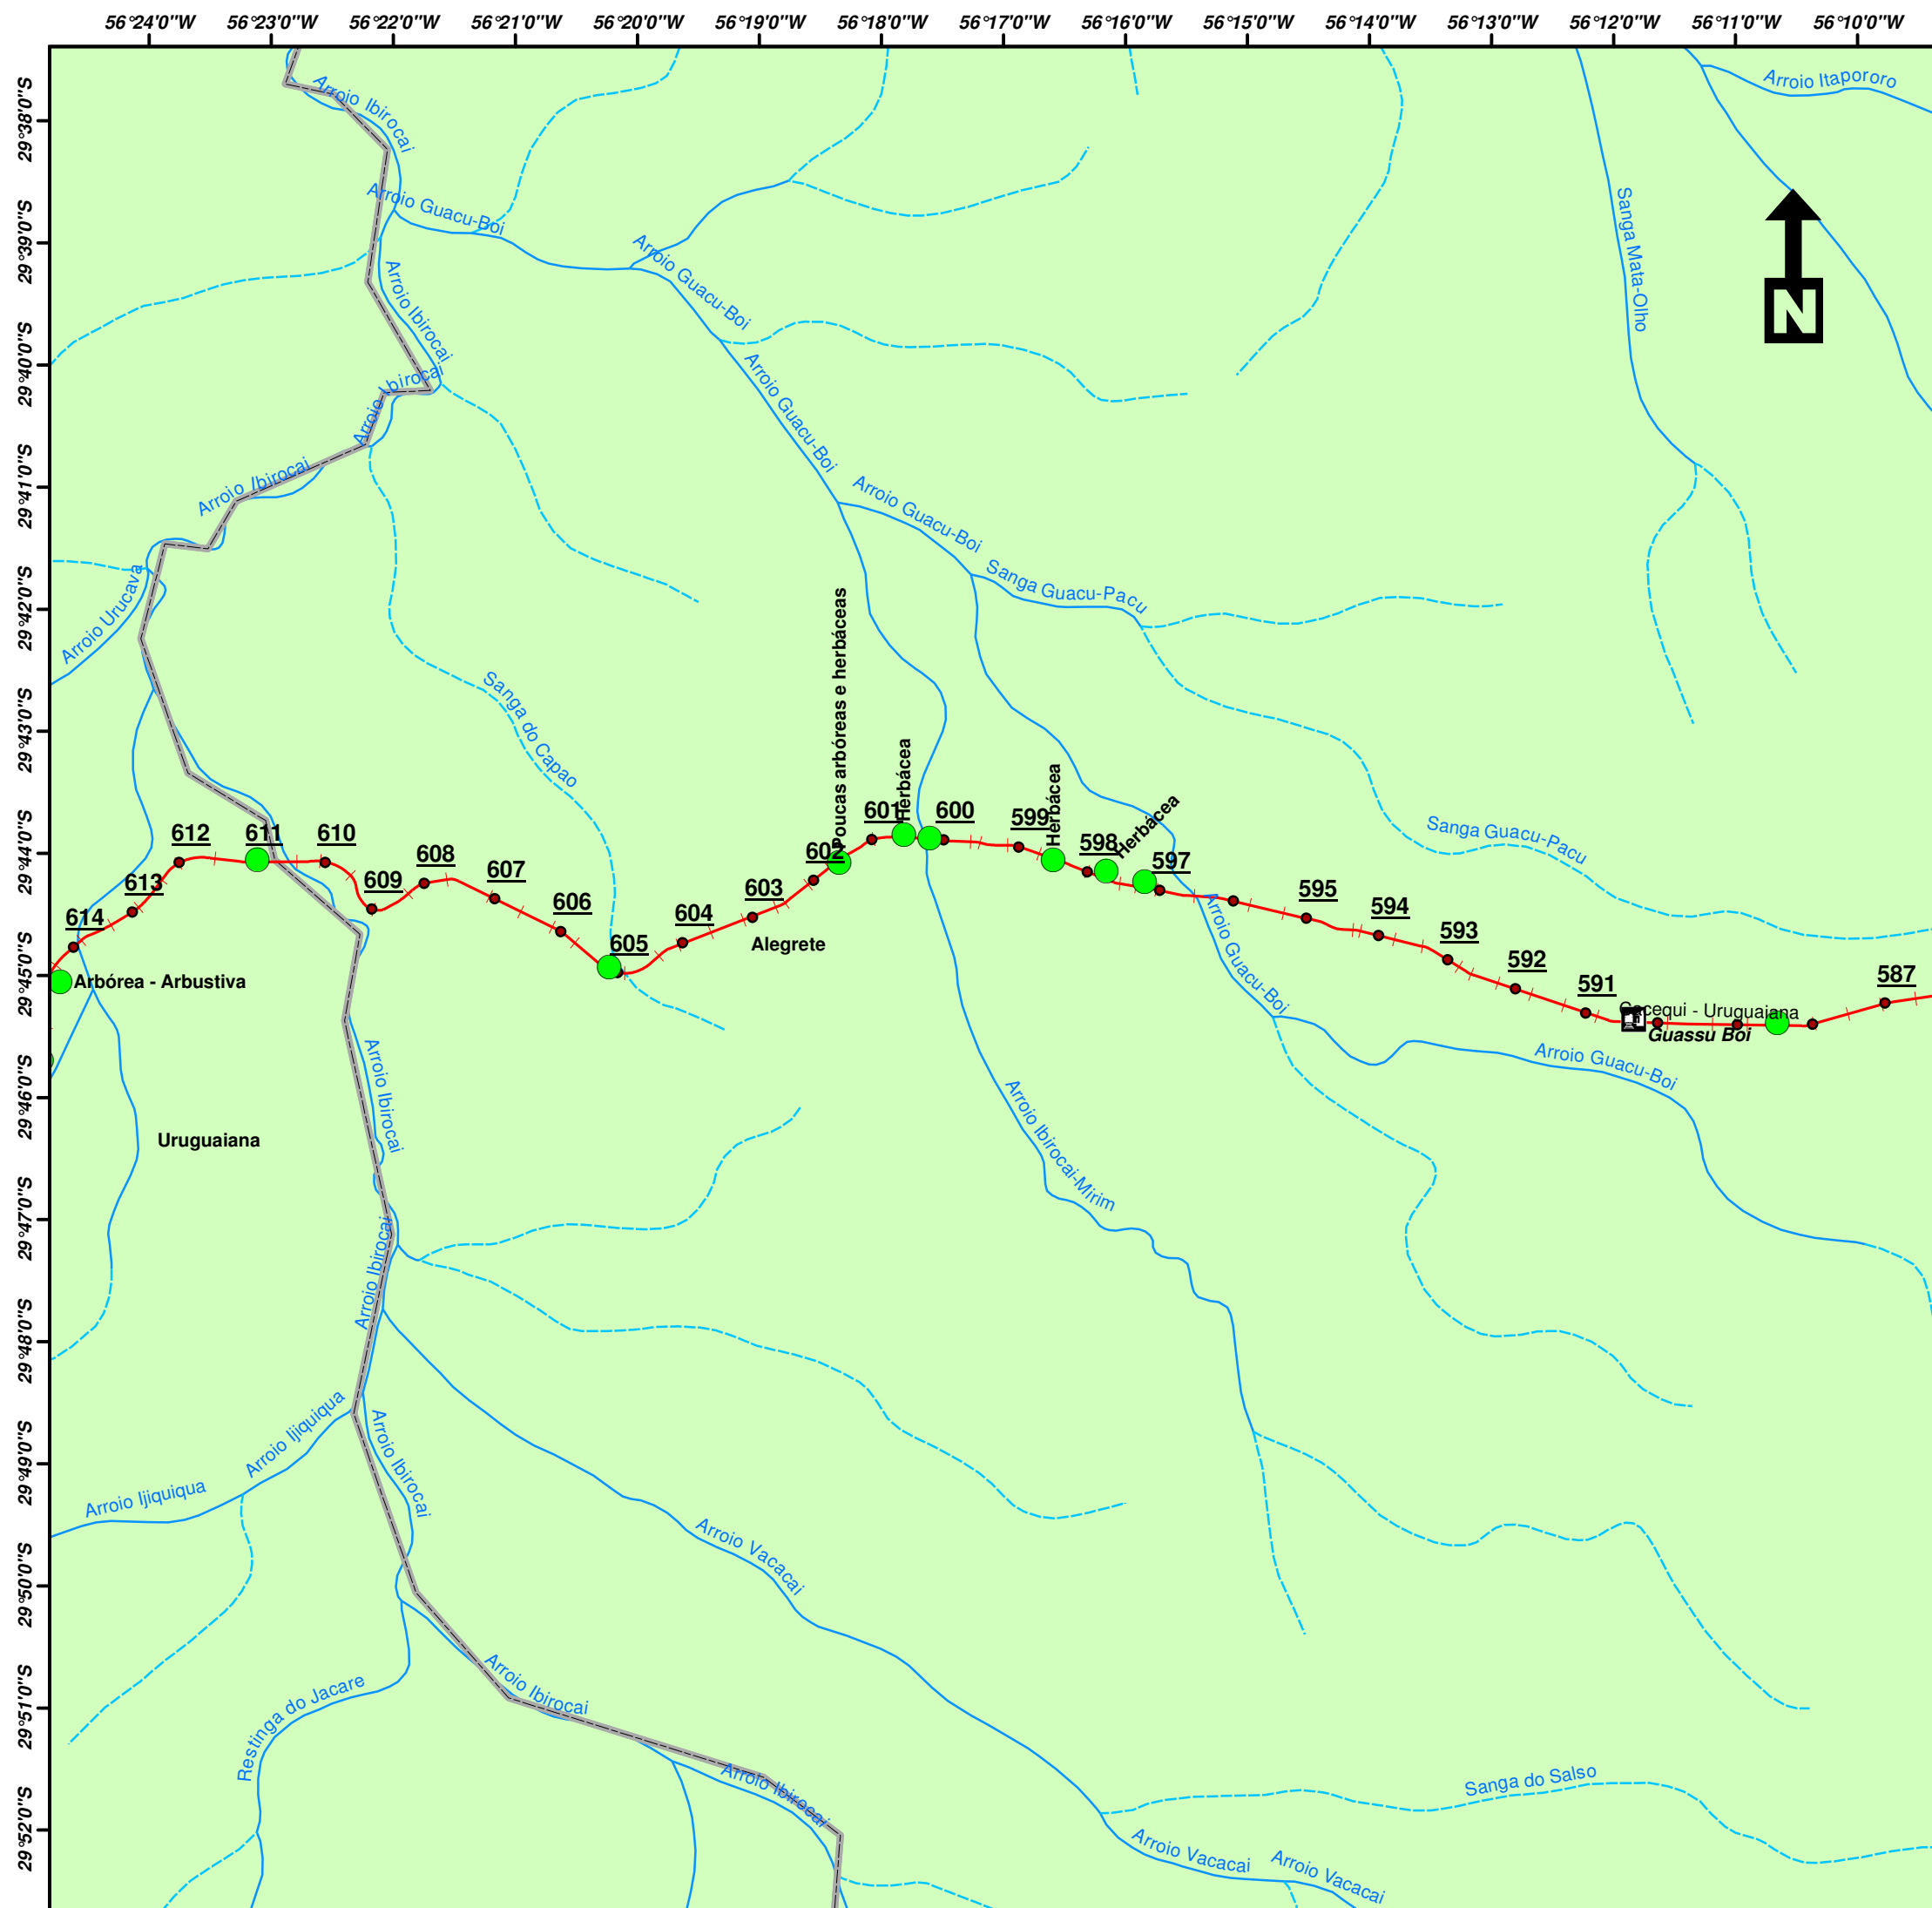 56°24'0"W 56°23'0"W 56°22'0"W 56°21'0"W 56°20'0"W 56°19'0"W 56°18'0"W 56°17'0"W 56°16'0"W 56°15'0"W 56°14'0"W 56°13'0"W 56°12'0"W 56°11'0"W 56°10'0"W
29°38'0"S
29°39'0"S
29°40'0"S
29°41'0"S
29°42'0"S
29°43'0"S
29°44'0"S
29°45'0"S
29°46'0"S
29°47'0"S
29°48'0"S
29°49'0"S
29°50'0"S
29°51'0"S
29°52'0"S
Arroio Itapororo
Arroio Ibirocai
Arroio Guacu-Boi
Sanga Mata-Olho
N
Arroio Guacu-Boi
Arroio Ibirocai
Arroio Guacu-Boi
Arroio Ibirocai
Arroio Ibirocai
Arroio Guacu-Boi
Sanga Guacu-Pacu
Arroio Urucava
Poucas arbóreas e herbáceas
Sanga do Capao
Herbácea
Herbácea
Herbácea
Sanga Guacu-Pacu
612
611
610
601
600
599
598
597
613
609
608
607
602
603
595
594
614
606
604
605
593
592
591
587
Alegrete
Arbórea - Arbustiva
Arroio Guacu-Boi
Cacequi - Uruguaiana
Guassu Boi
Arroio Guacu-Boi
Arroio Ibirocai
Uruguaiana
Arroio Ibirocai-Mirim
Arroio Ibirocai
Arroio Ijiquiqua
Arroio Ibirocai
Arroio Ijiquiqua
Arroio Vacacai
Restinga do Jacare
Arroio Ibirocai
Arroio Ibirocai
Sanga do Salso
Arroio Vacacai
Arroio Vacacai